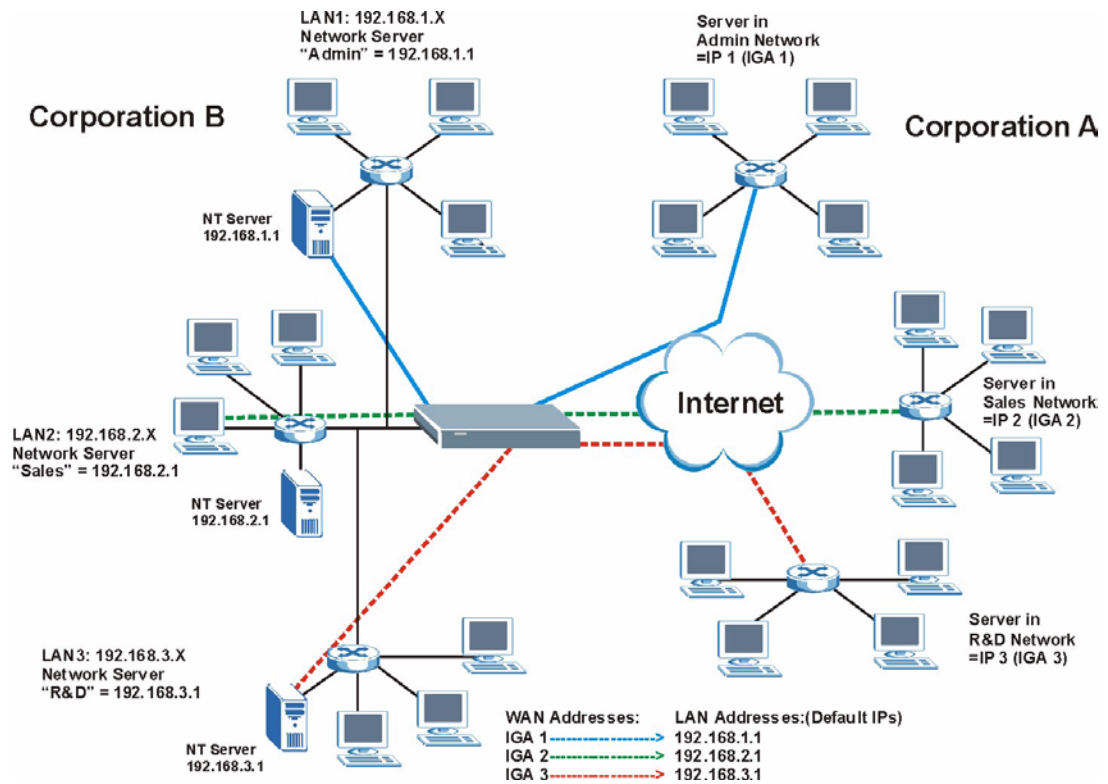 LAN1: 192.168.1.X
Network Server
“Admin” = 192.168.1.1
Server in
Admin Network
=IP 1 (IGA 1)
Corporation B
Corporation A
NT Server
192.168.1.1
Internet
Server in
Sales Network
=IP 2 (IGA 2)
LAN2: 192.168.2.X
Network Server
“Sales” = 192.168.2.1
NT Server
192.168.2.1
LAN3: 192.168.3.X
Network Server
“R&D” = 192.168.3.1
Server in
R&D Network
=IP 3 (IGA 3)
NT Server
192.168.3.1
WAN Addresses: LAN Addresses:(Default IPs)
IGA 1 192.168.1.1
IGA 2 192.168.2.1
IGA 3 192.168.3.1